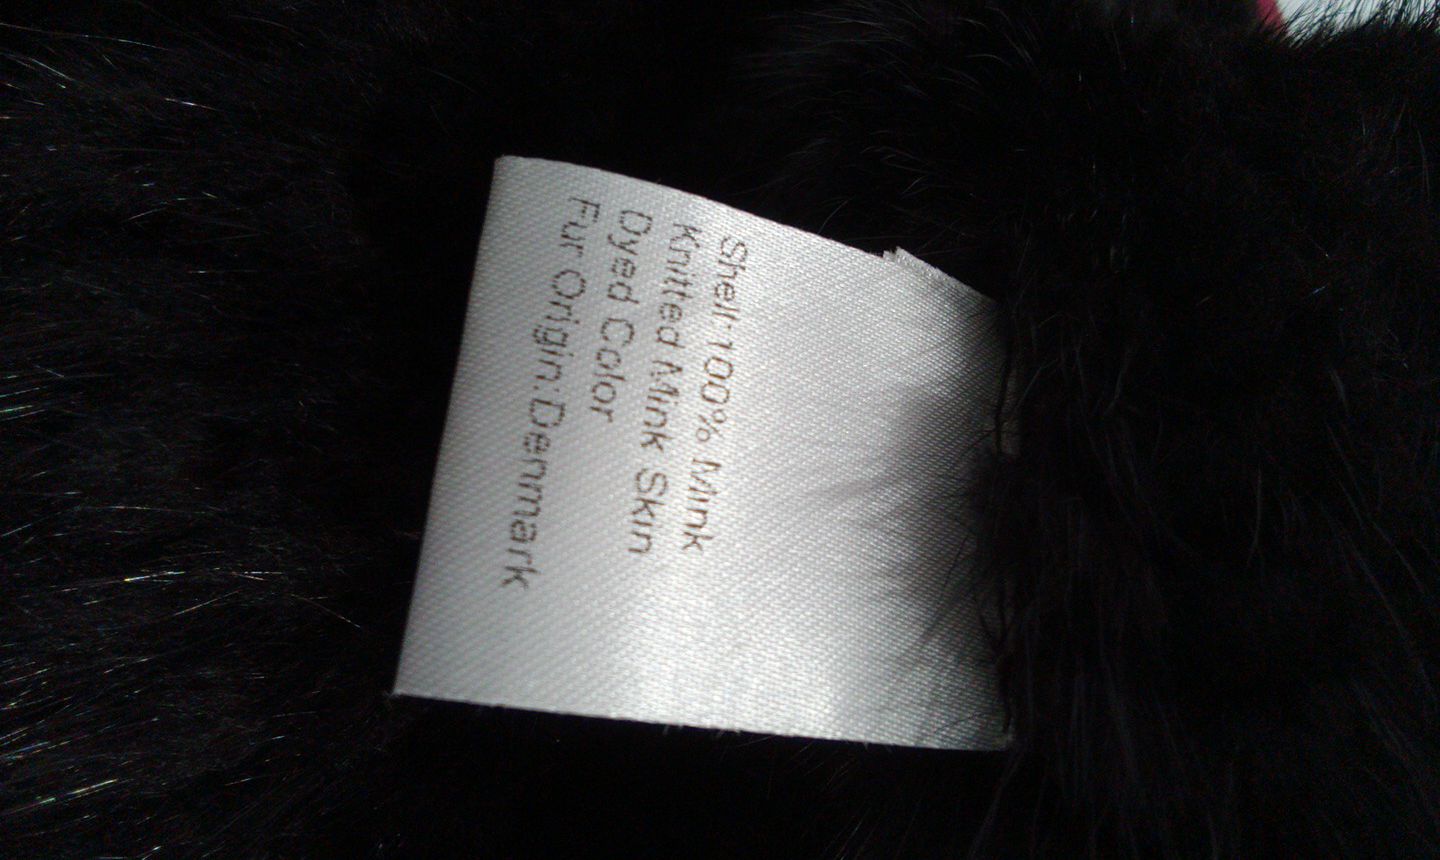 Shell:100% Mink
Knitted Mink Skin
Dyed Color
Fur Origin:Denmark